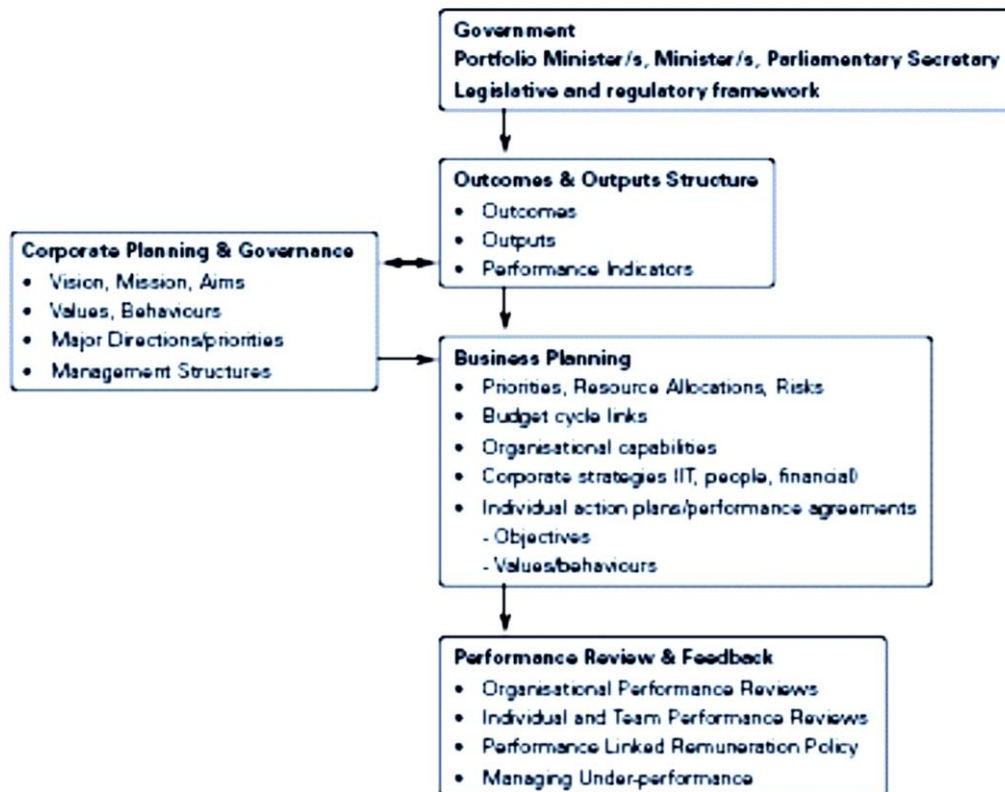 Government
Portfolio Minister/s, Minister/s, Parliamentary Secretary
Legislative and regulatory framework
Outcomes & Outputs Structure
• Outcomes
• Outputs
• Performance Indicators
Corporate Planning & Governance
• Vision, Mission, Aims
• Values, Behaviours
• Major Directions/priorities
• Management Structures
Business Planning
• Priorities, Resource Allocations, Risks
• Budget cycle links
• Organisational capabilities
• Corporate strategies (IT, people, financial)
• Individual action plans/performance agreements
- Objectives
- Values/behaviours
Performance Review & Feedback
• Organisational Performance Reviews
• Individual and Team Performance Reviews
• Performance Linked Remuneration Policy
• Managing Under-performance